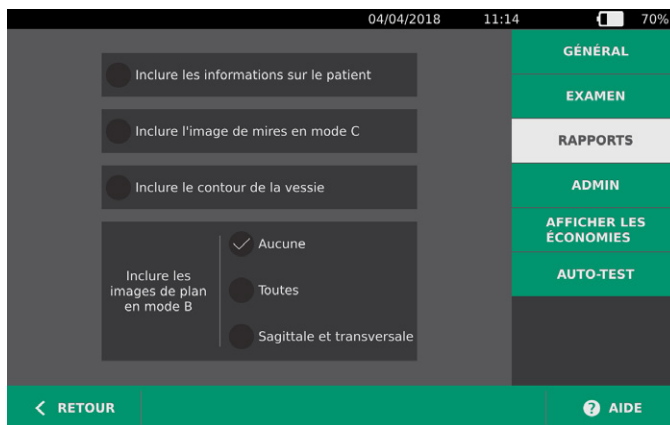 04/04/2018 11:14 70%
Inclure les informations sur le patient
Inclure l'image de mires en mode C
Inclure le contour de la vessie
Inclure les
images de plan
en mode B
Aucune
Toutes
Sagittale et transversale
GÉNÉRAL
EXAMEN
RAPPORTS
ADMIN
AFFICHER LES
ÉCONOMIES
AUTO-TEST
RETOUR
? AIDE